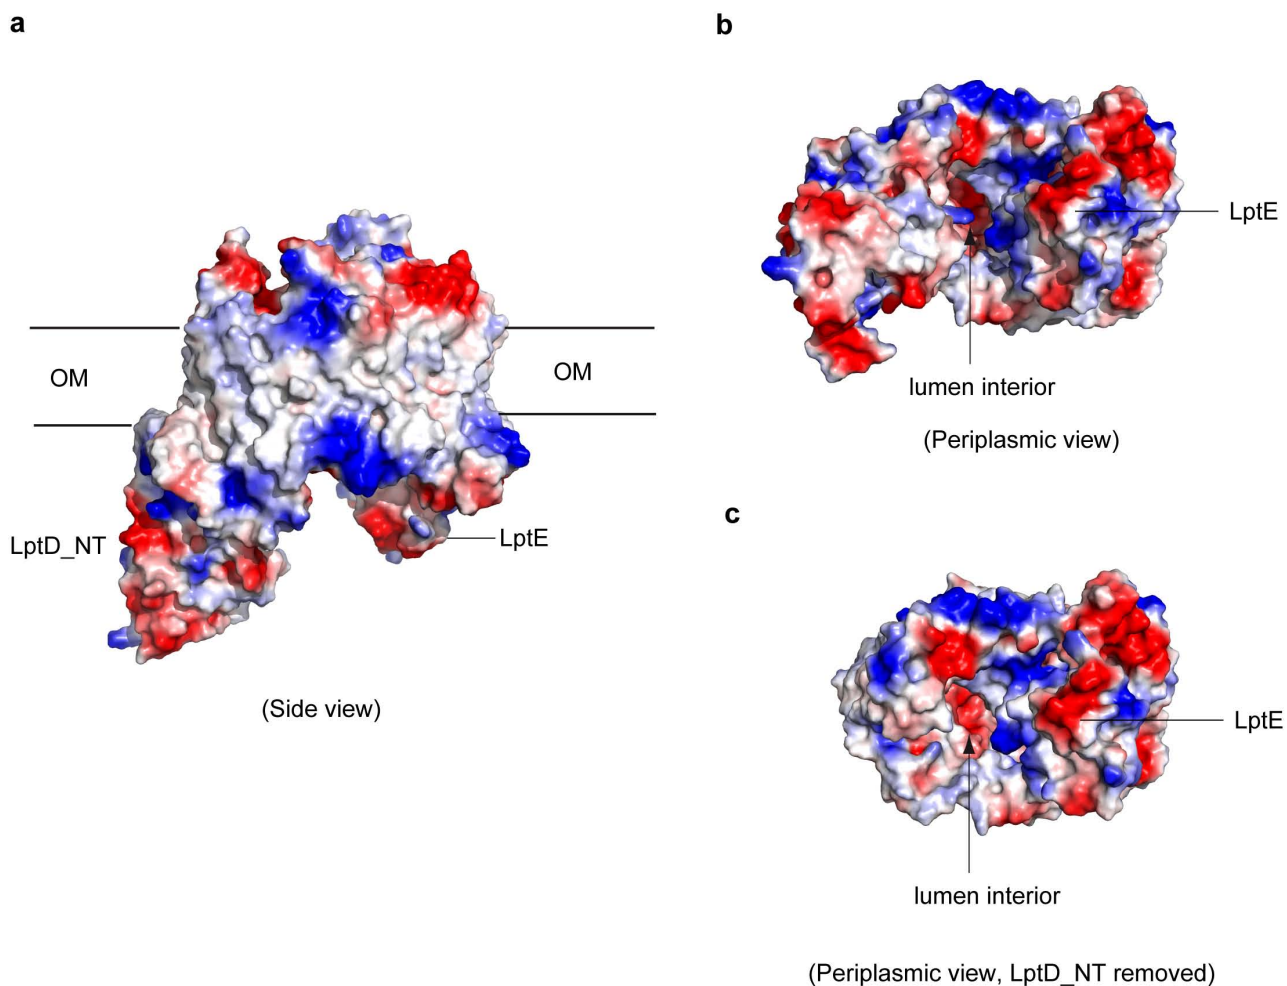 a
OM
OM
LptD_NT
LptE
(Side view)
b
LptE
lumen interior
(Periplasmic view)
c
LptE
lumen interior
(Periplasmic view, LptD_NT removed)